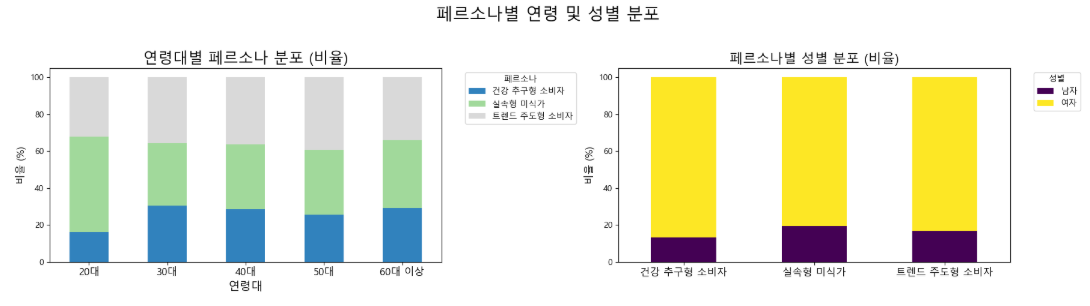 페르소나별 연령 및 성별 분포
연령대별 페르소나 분포 (비율)
비율 (%)
100
80
60
40
20
0
20대
30대
40대
50대
60대 이상
연령대
페르소나
건강 추구형 소비자
실속형 미식가
트렌드 주도형 소비자
페르소나별 성별 분포 (비율)
비율 (%)
100
80
60
40
20
0
건강 추구형 소비자
실속형 미식가
트렌드 주도형 소비자
성별
남자
여자